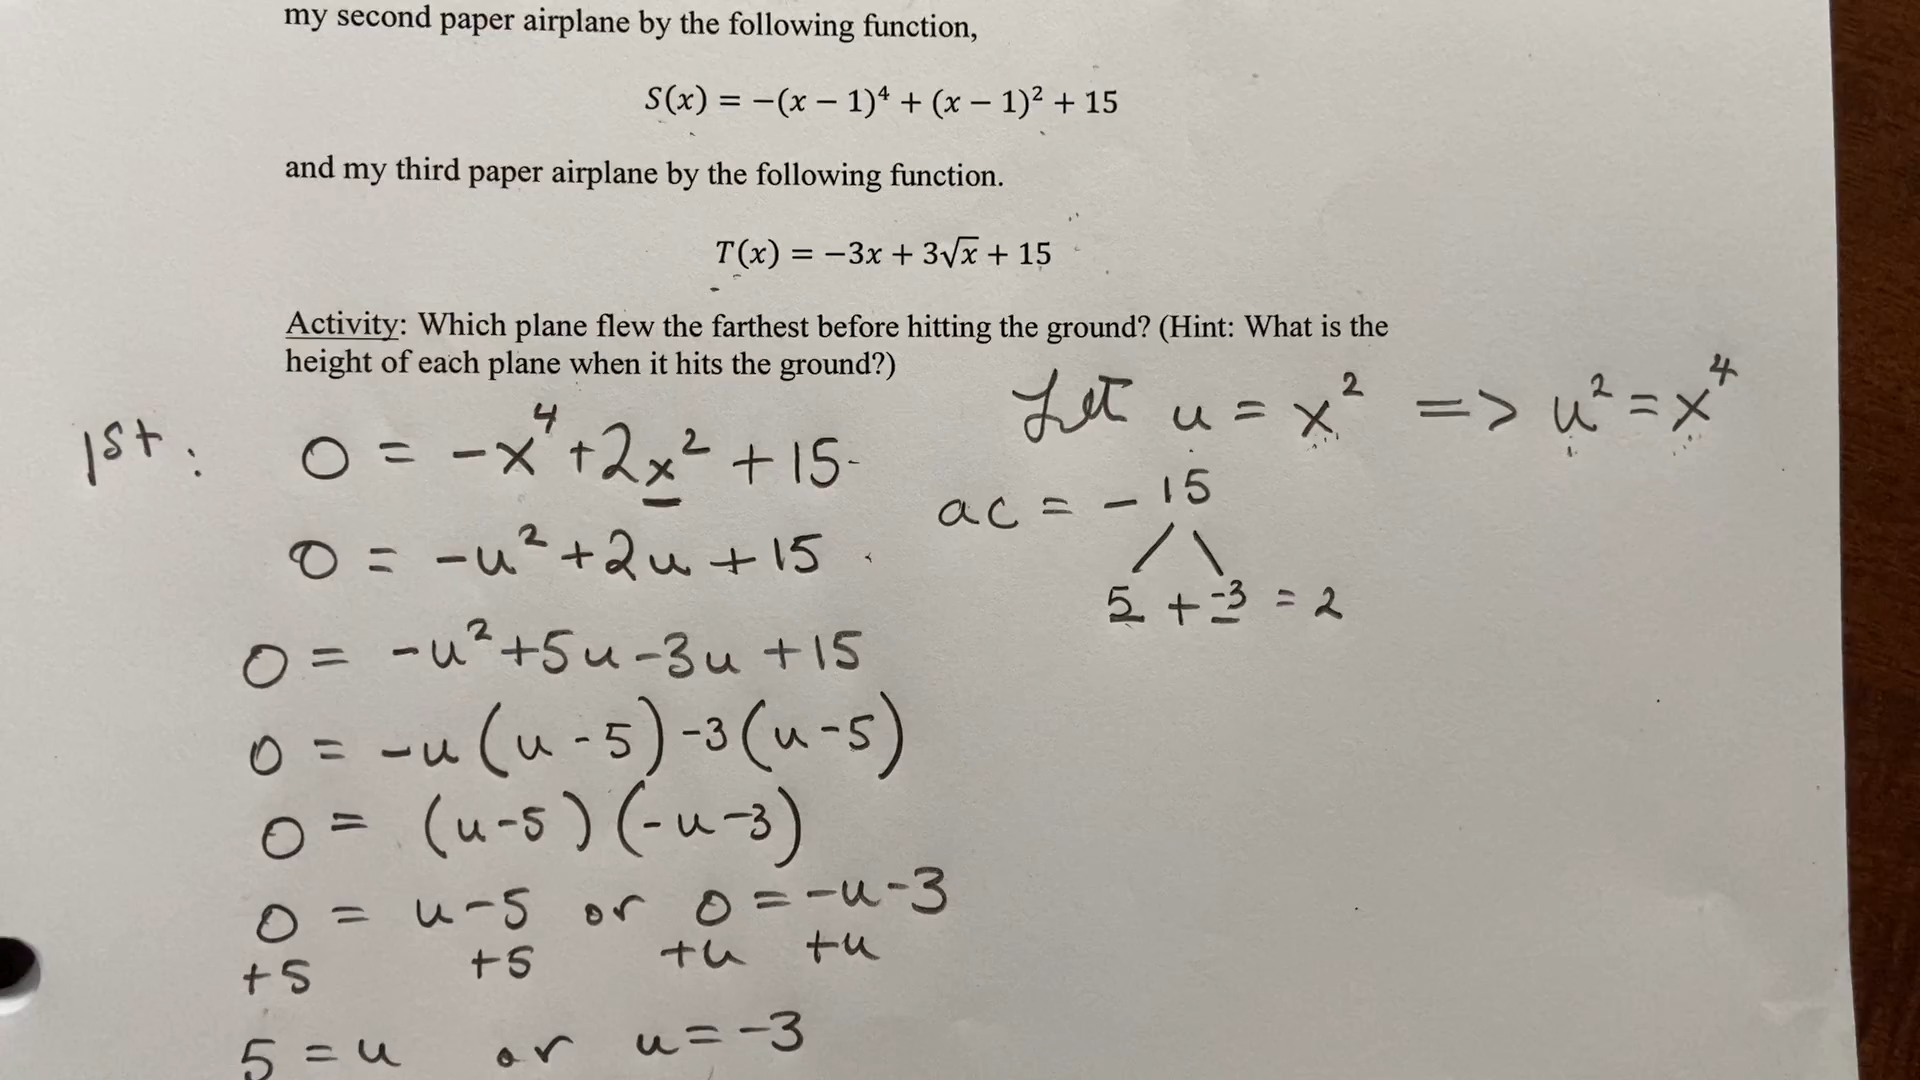 my second paper airplane by the following function,
S(x) = −(x − 1)⁴ + (x − 1)² + 15
and my third paper airplane by the following function.
T(x) = −3x + 3√x + 15
Activity: Which plane flew the farthest before hitting the ground? (Hint: What is the
height of each plane when it hits the ground?)
Let u = x² => u² = x⁴
1st: 0 = -x⁴ + 2x² + 15
ac = -15
0 = -u² + 2u + 15
5 + -3 = 2
0 = -u² + 5u - 3u + 15
0 = -u(u - 5) -3(u - 5)
0 = (u-5)(-u-3)
0 = u-5 or 0 = -u-3
+5 +5 +u +u
5 = u or u = -3